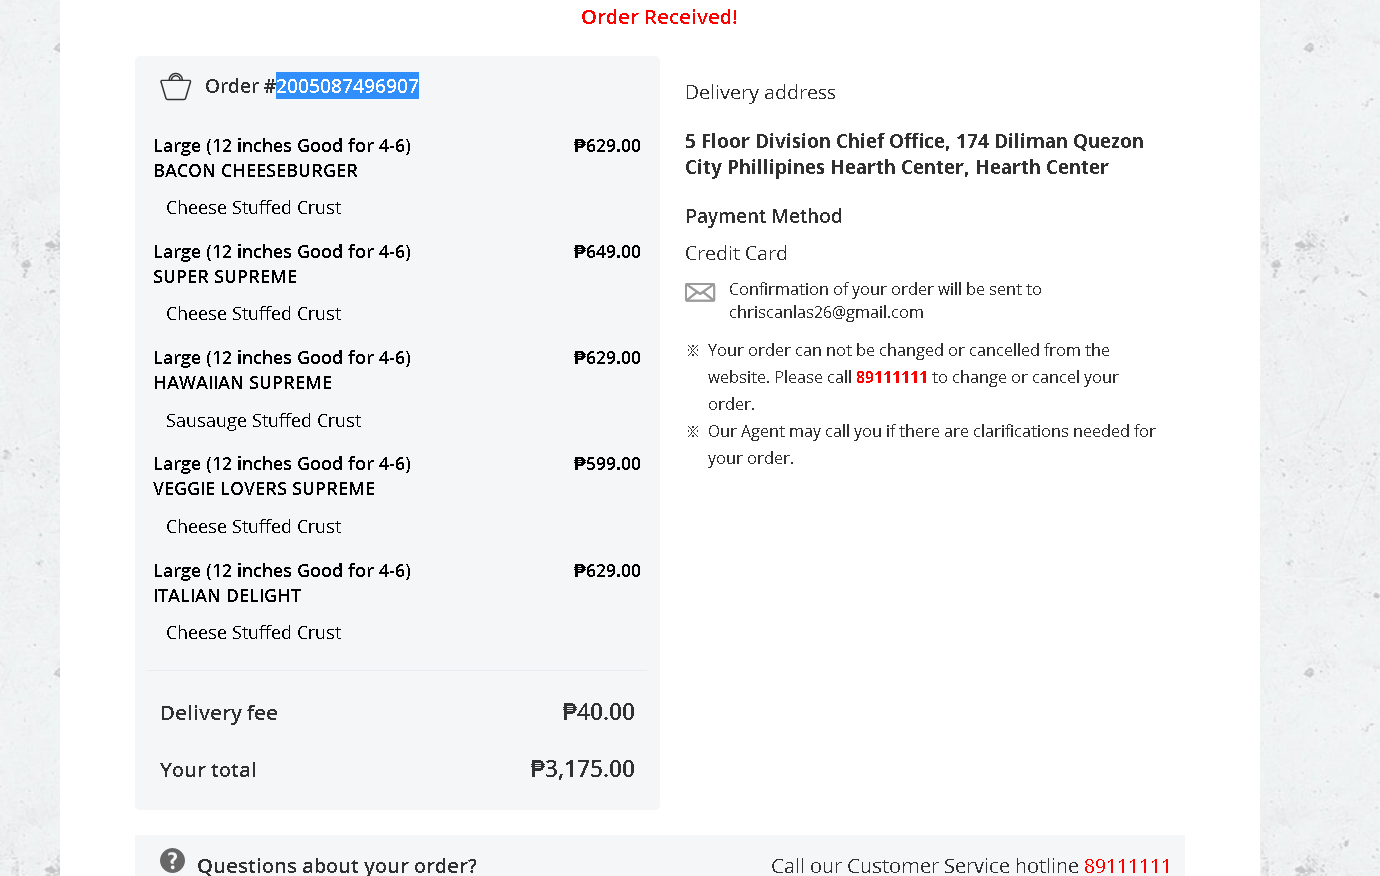 Order Received!
Order #2005087496907
Large (12 inches Good for 4-6) ₱629.00
BACON CHEESEBURGER
Cheese Stuffed Crust
Large (12 inches Good for 4-6) ₱649.00
SUPER SUPREME
Cheese Stuffed Crust
Large (12 inches Good for 4-6) ₱629.00
HAWAIIAN SUPREME
Sausauge Stuffed Crust
Large (12 inches Good for 4-6) ₱599.00
VEGGIE LOVERS SUPREME
Cheese Stuffed Crust
Large (12 inches Good for 4-6) ₱629.00
ITALIAN DELIGHT
Cheese Stuffed Crust
Delivery fee ₱40.00
Your total ₱3,175.00
Delivery address
5 Floor Division Chief Office, 174 Diliman Quezon
City Phillipines Hearth Center, Hearth Center
Payment Method
Credit Card
Confirmation of your order will be sent to
chriscanlas26@gmail.com
※ Your order can not be changed or cancelled from the
website. Please call 89111111 to change or cancel your
order.
※ Our Agent may call you if there are clarifications needed for
your order.
Questions about your order? Call our Customer Service hotline 89111111